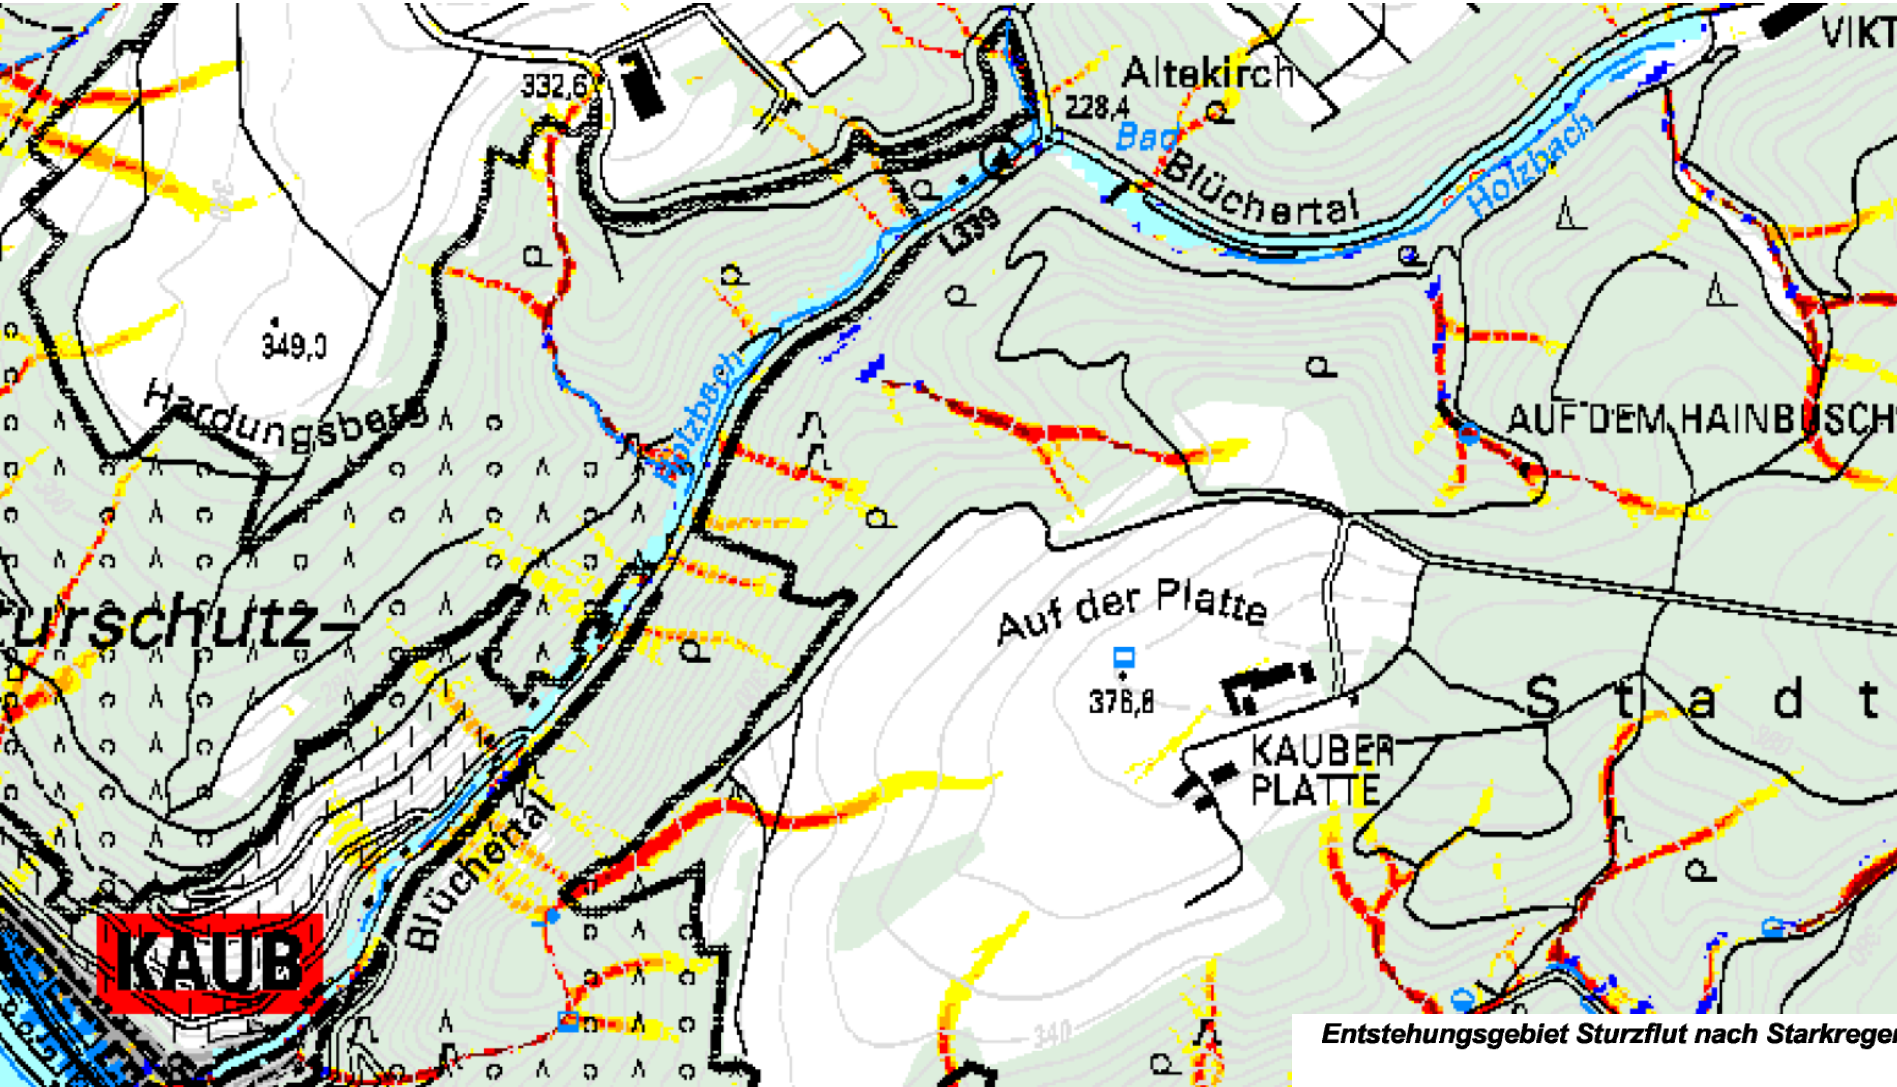 VIKT
Altekirch
332,6
228,4
Bad
Blüchertal
Holzbach
L339
349,0
Hardungsberg
Holzbach
AUF DEM HAINBUSCH
urschutz-
Auf der Platte
378,8
S t a d t
KAUBER
PLATTE
Blüchertal
KAUB
340
Entstehungsgebiet Sturzflut nach Starkregen